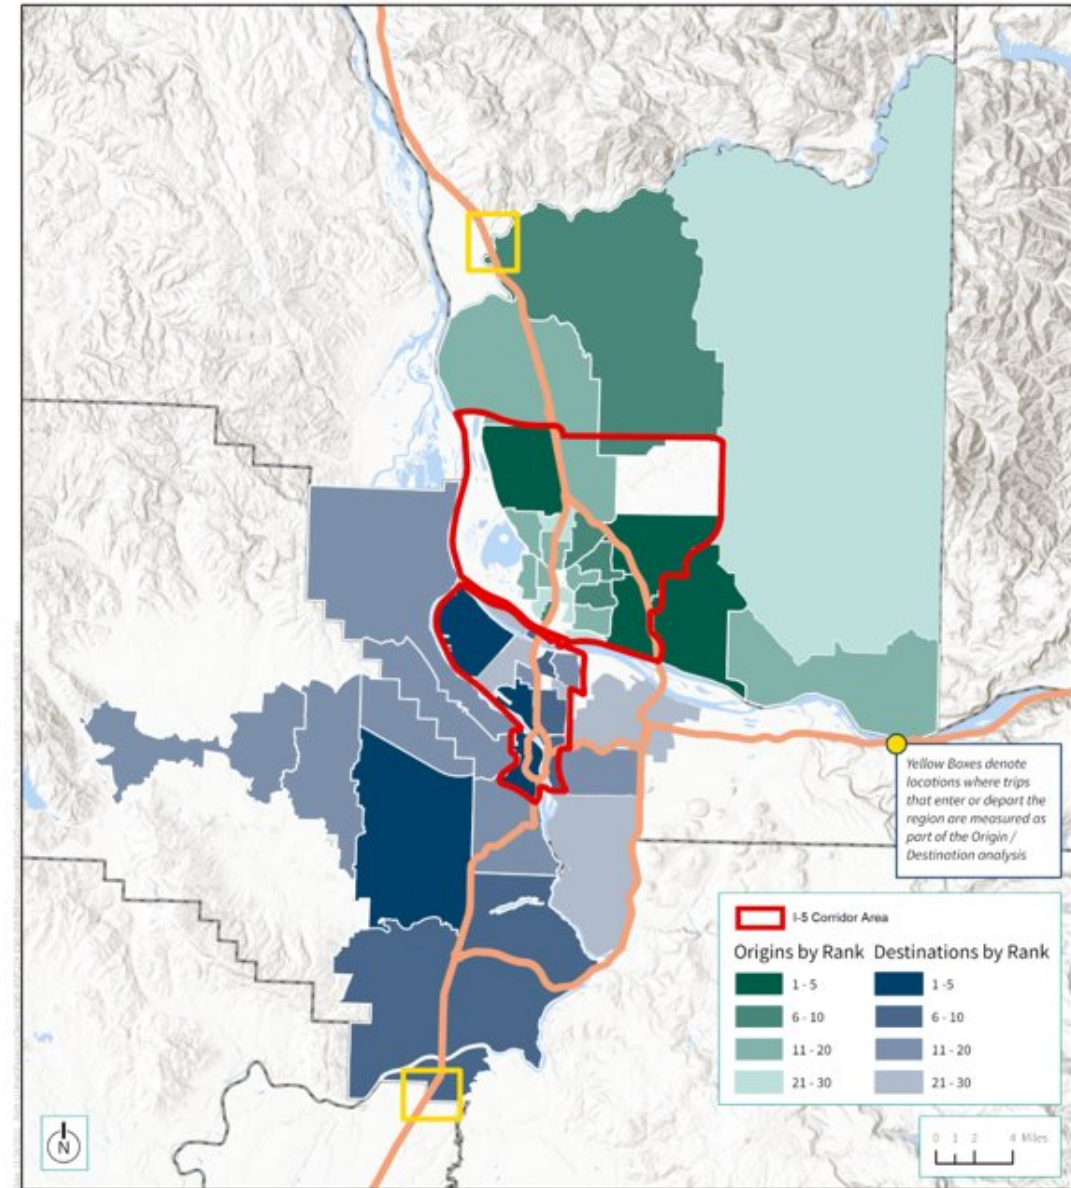 Yellow Boxes denote
locations where trips
that enter or depart the
region are measured as
part of the Origin /
Destination analysis
I-5 Corridor Area
Origins by Rank Destinations by Rank
1 - 5 1 -5
6 - 10 6 - 10
11 - 20 11 - 20
21 - 30 21 - 30
N
0 1 2 4 Miles